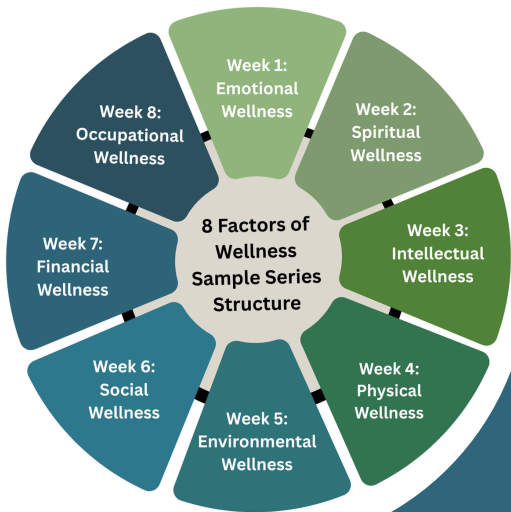 8 Factors of
Wellness
Sample Series
Structure
Week 1:
Emotional
Wellness
Week 2:
Spiritual
Wellness
Week 3:
Intellectual
Wellness
Week 4:
Physical
Wellness
Week 5:
Environmental
Wellness
Week 6:
Social
Wellness
Week 7:
Financial
Wellness
Week 8:
Occupational
Wellness